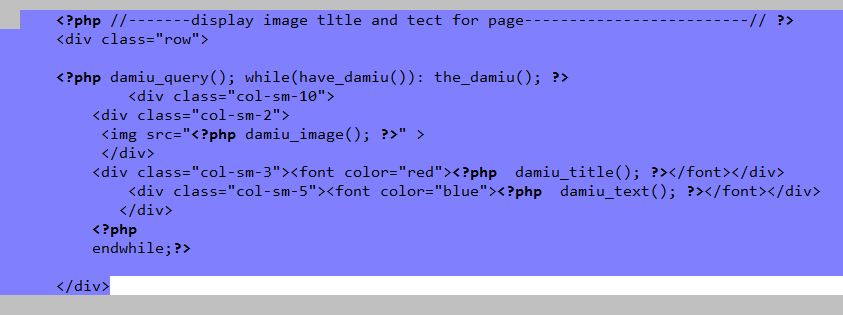 <?php //-------display image tltle and tect for page-------------------------// ?>
<div class="row">
<?php damiu_query(); while(have_damiu()): the_damiu(); ?>
<div class="col-sm-10">
<div class="col-sm-2">
<img src="<?php damiu_image(); ?>" >
</div>
<div class="col-sm-3"><font color="red"><?php  damiu_title(); ?></font></div>
<div class="col-sm-5"><font color="blue"><?php  damiu_text(); ?></font></div>
</div>
<?php
endwhile;?>
</div>